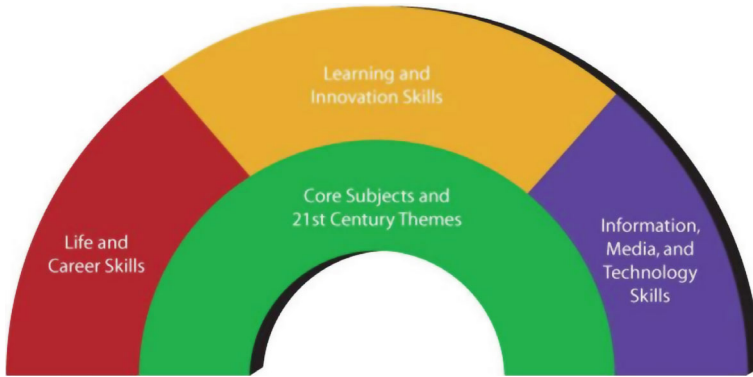 Learning and
Innovation Skills
Core Subjects and
21st Century Themes
Life and
Career Skills
Information,
Media, and
Technology
Skills